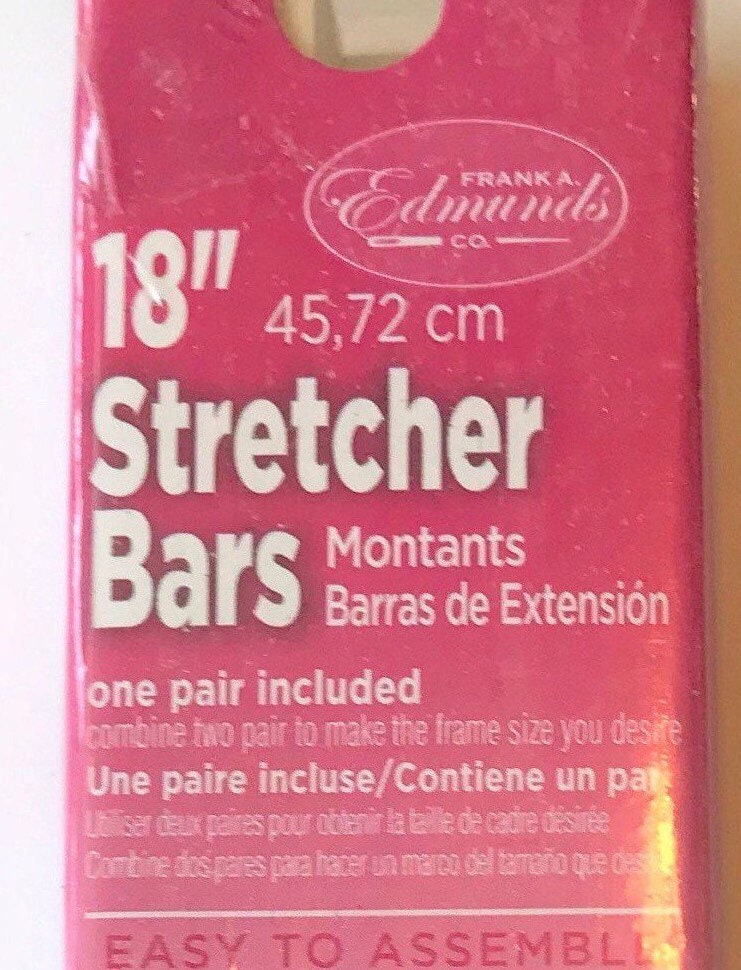 FRANK A.
Edmunds
CO.
18" 45,72 cm
Stretcher
Bars Montants
Barras de Extensión
one pair included
combine two pair to make the frame size you desire
Une paire incluse/Contiene un par
Utiliser deux paires pour obtenir la taille de cadre désirée
Combine dos pares para hacer un marco del tamaño que
EASY TO ASSEMBLE